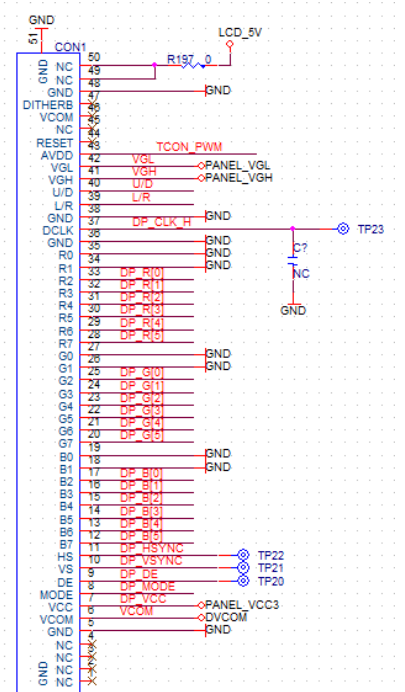 GND
LCD_5V
51
CON1
GND NC 50 R197 0
NC 49
GND 48 GND
DITHERB 47
VCOM 46
NC 45
RESET 44
AVDD 43 TCON_PWM
VGL 42 VGL PANEL_VGL
VGH 41 VGH PANEL_VGH
U/D 40 U/D
L/R 39 L/R
GND 38 GND
DCLK 37 DP_CLK_H TP23
GND 36 GND
R0 35 GND C?
R1 34 GND NC
R2 33 DP_R[0]
R3 32 DP_R[1]
R4 31 DP_R[2]
GND
R5 30 DP_R[3]
R6 29 DP_R[4]
R7 28 DP_R[5]
G0 27 GND
G1 26 GND
G2 25 DP_G[0]
G3 24 DP_G[1]
G4 23 DP_G[2]
G5 22 DP_G[3]
G6 21 DP_G[4]
G7 20 DP_G[5]
B0 19 GND
B1 18 GND
B2 17 DP_B[0]
B3 16 DP_B[1]
B4 15 DP_B[2]
B5 14 DP_B[3]
B6 13 DP_B[4]
B7 12 DP_B[5]
HS 11 DP_HSYNC TP22
VS 10 DP_VSYNC TP21
DE 9 DP_DE TP20
MODE 8 DP_MODE
VCC 7 DP_VCC PANEL_VCC3
VCOM 6 VCOM DVCOM
GND 5 GND
NC 4
NC 3
NC 2
GND NC 1